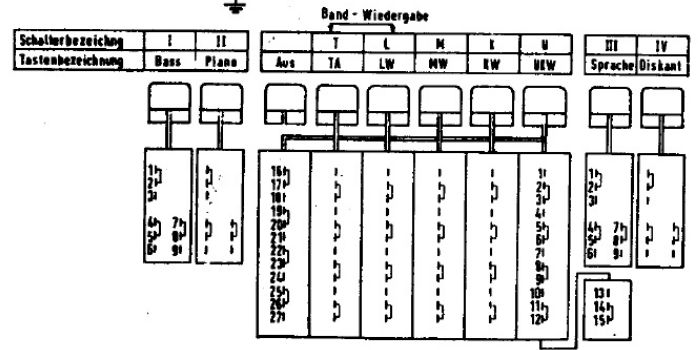 Band - Wiedergabe
Schalterbezeichng I II T L M K U III IV
Tastenbezeichnung Bass Piano Aus TA LW MW KW UKW Sprache Diskant
1 16 1 1
2 17 2 2
3 18 3 3
19 4
4 7 20 5 4 7
5 8 21 6 5 8
6 9 22 7 6 9
23 8
24 9
25 10 13
26 11 14
27 12 15